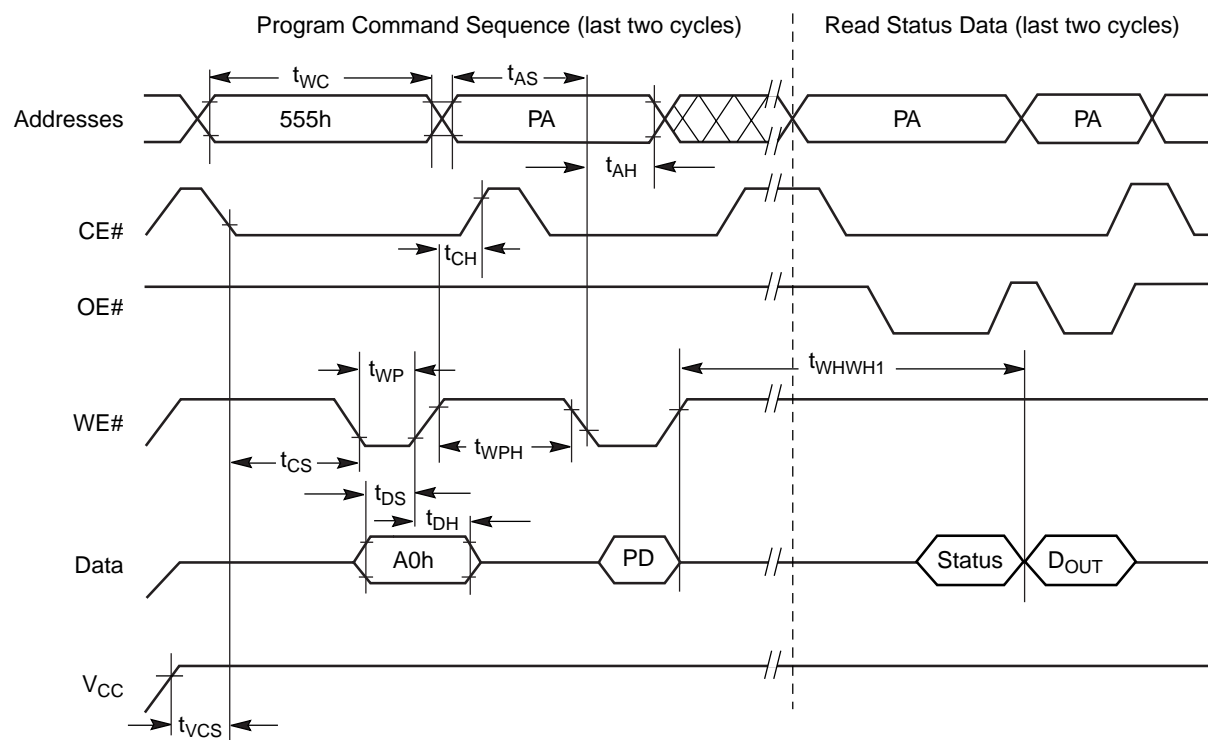 Program Command Sequence (last two cycles) Read Status Data (last two cycles)
tWC tAS
Addresses 555h PA PA PA
tAH
CE#
tCH
OE#
tWP tWHWH1
WE#
tWPH
tCS
tDS
tDH
Data A0h PD Status DOUT
VCC
tVCS